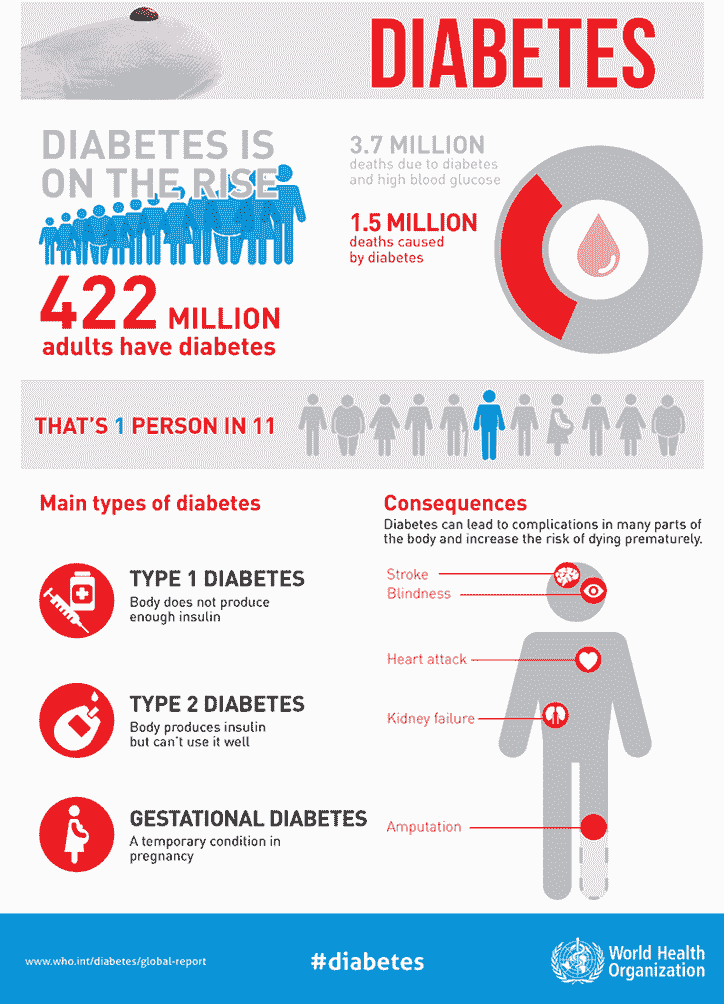 DIABETES
DIABETES IS
ON THE RISE
422 MILLION
adults have diabetes
3.7 MILLION
deaths due to diabetes
and high blood glucose
1.5 MILLION
deaths caused
by diabetes
THAT'S 1 PERSON IN 11
Main types of diabetes
TYPE 1 DIABETES
Body does not produce
enough insulin
TYPE 2 DIABETES
Body produces insulin
but can't use it well
GESTATIONAL DIABETES
A temporary condition in
pregnancy
Consequences
Diabetes can lead to complications in many parts of
the body and increase the risk of dying prematurely.
Stroke
Blindness
Heart attack
Kidney failure
Amputation
www.who.int/diabetes/global-report
#diabetes
World Health
Organization